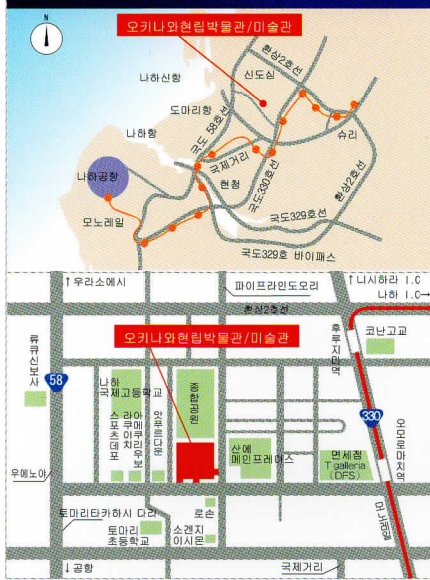 N
오키나와현립박물관/미술관
환상2호선
신도심
나하신항
도마리항
국도 58호선
나하항
슈리
국제거리
현청
국도330호선
환상2호선
나하공항
국도329호선
모노레일
국도329호 바이패스
↑우라소에시
파이프라인도오리
↑니시하라 I.C
나하 I.C→
환상2호선
오키나와현립박물관/미술관
후루지마역
코난고교
류큐신보사
58
나하
국제고등학교
종합공원
330
스포츠데포
라아쿠이치
아메쿠리우보
앗푸르타운
산에
메인프레이스
면세점
T galleria
(DFS)
오모로마치역
우에노야
토마리타카하시 다리
로손
토마리
초등학교
소겐지
이시몬
모노레일
↓공항
국제거리